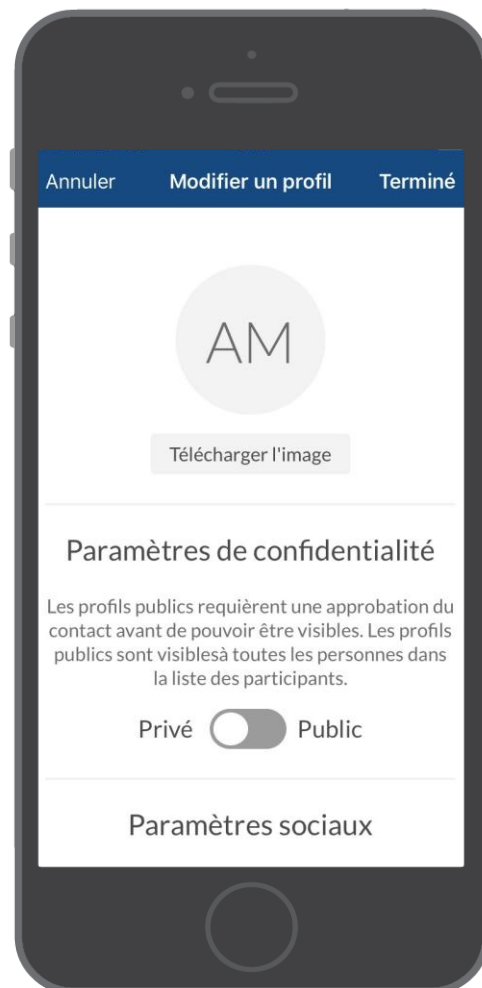 Annuler Modifier un profil Terminé
AM
Télécharger l'image
Paramètres de confidentialité
Les profils publics requièrent une approbation du
contact avant de pouvoir être visibles. Les profils
publics sont visiblesà toutes les personnes dans
la liste des participants.
Privé Public
Paramètres sociaux